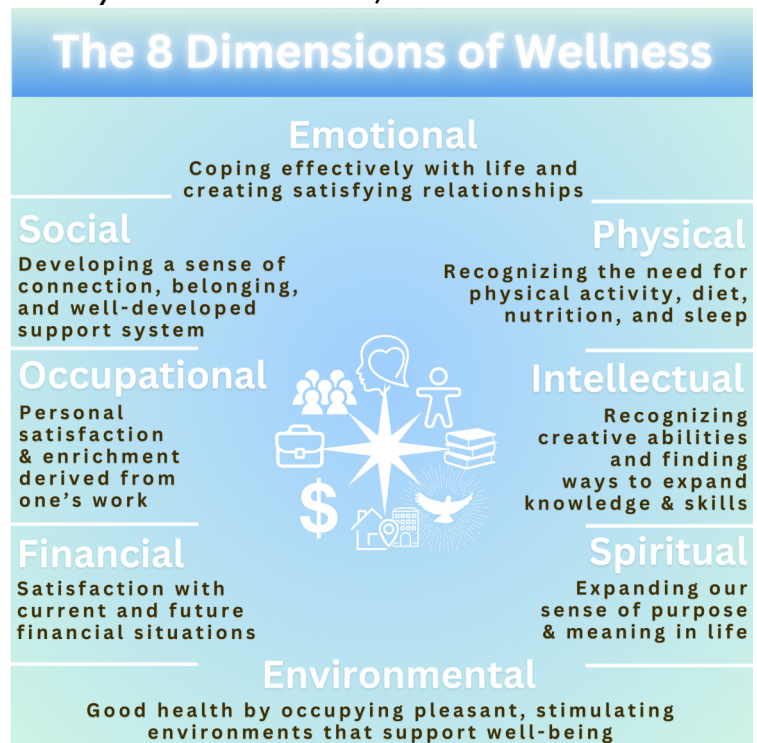 The 8 Dimensions of Wellness
Emotional
Coping effectively with life and
creating satisfying relationships
Social
Developing a sense of
connection, belonging,
and well-developed
support system
Physical
Recognizing the need for
physical activity, diet,
nutrition, and sleep
Occupational
Personal
satisfaction
& enrichment
derived from
one's work
Intellectual
Recognizing
creative abilities
and finding
ways to expand
knowledge & skills
$
Financial
Satisfaction with
current and future
financial situations
Spiritual
Expanding our
sense of purpose
& meaning in life
Environmental
Good health by occupying pleasant, stimulating
environments that support well-being